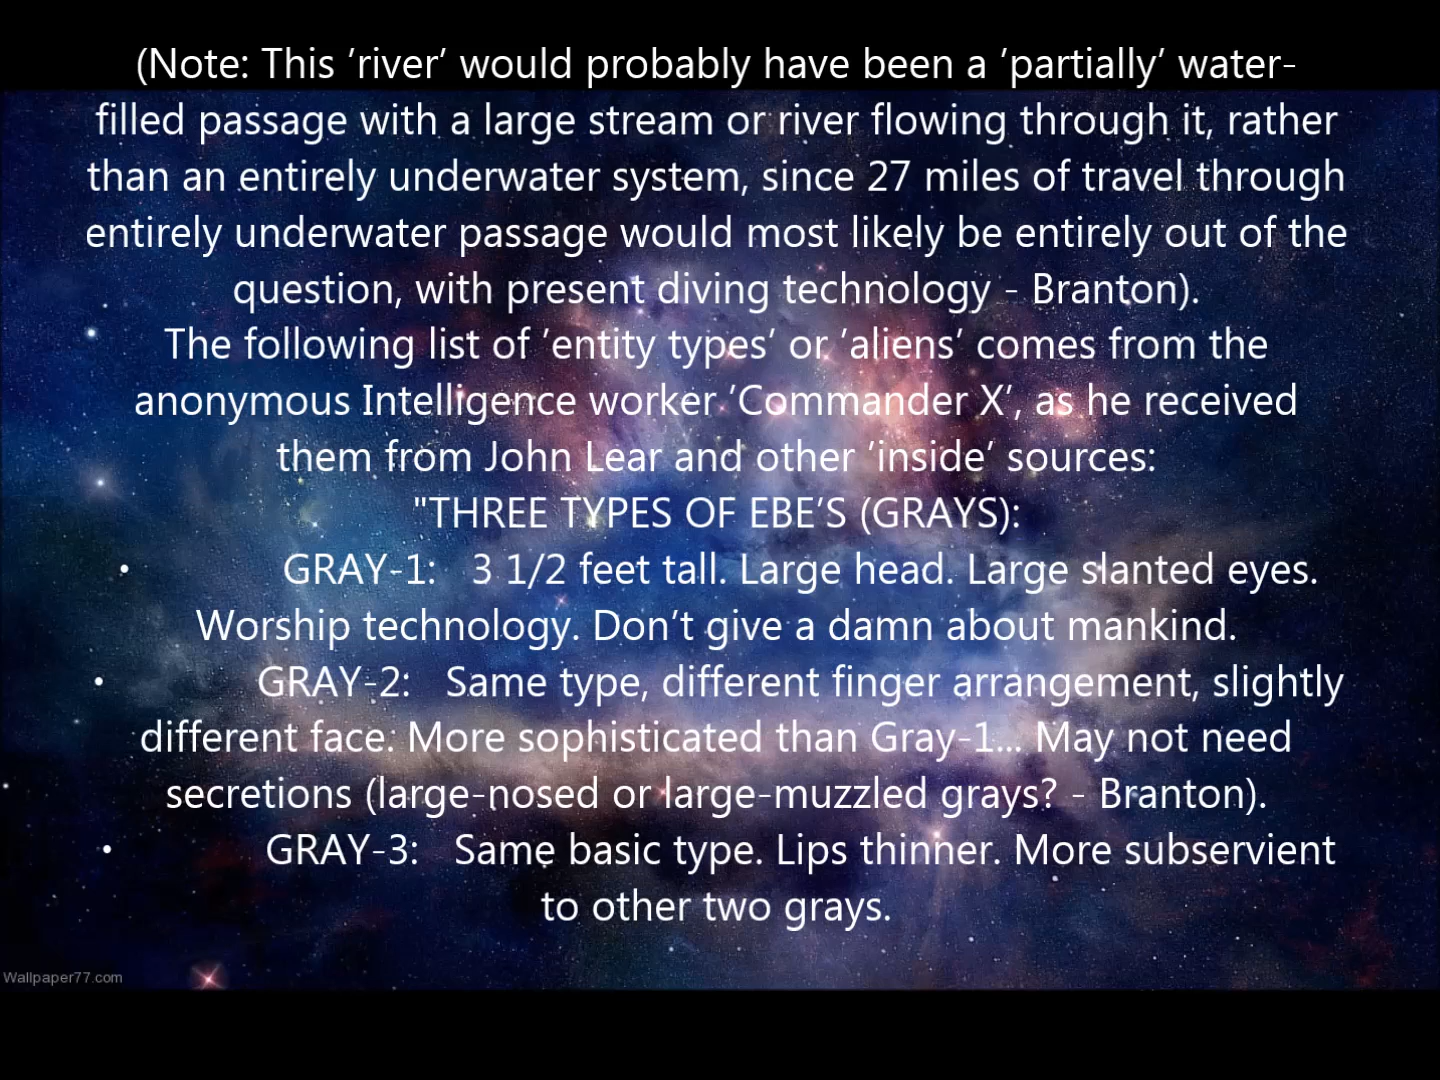 (Note: This ‘river’ would probably have been a ‘partially’ water-
filled passage with a large stream or river flowing through it, rather
than an entirely underwater system, since 27 miles of travel through
entirely underwater passage would most likely be entirely out of the
question, with present diving technology - Branton).
The following list of ‘entity types’ or ‘aliens’ comes from the
anonymous Intelligence worker ‘Commander X’, as he received
them from John Lear and other ‘inside’ sources:
"THREE TYPES OF EBE’S (GRAYS):
• GRAY-1: 3 1/2 feet tall. Large head. Large slanted eyes.
Worship technology. Don’t give a damn about mankind.
• GRAY-2: Same type, different finger arrangement, slightly
different face. More sophisticated than Gray-1... May not need
secretions (large-nosed or large-muzzled grays? - Branton).
• GRAY-3: Same basic type. Lips thinner. More subservient
to other two grays.
Wallpaper77.com